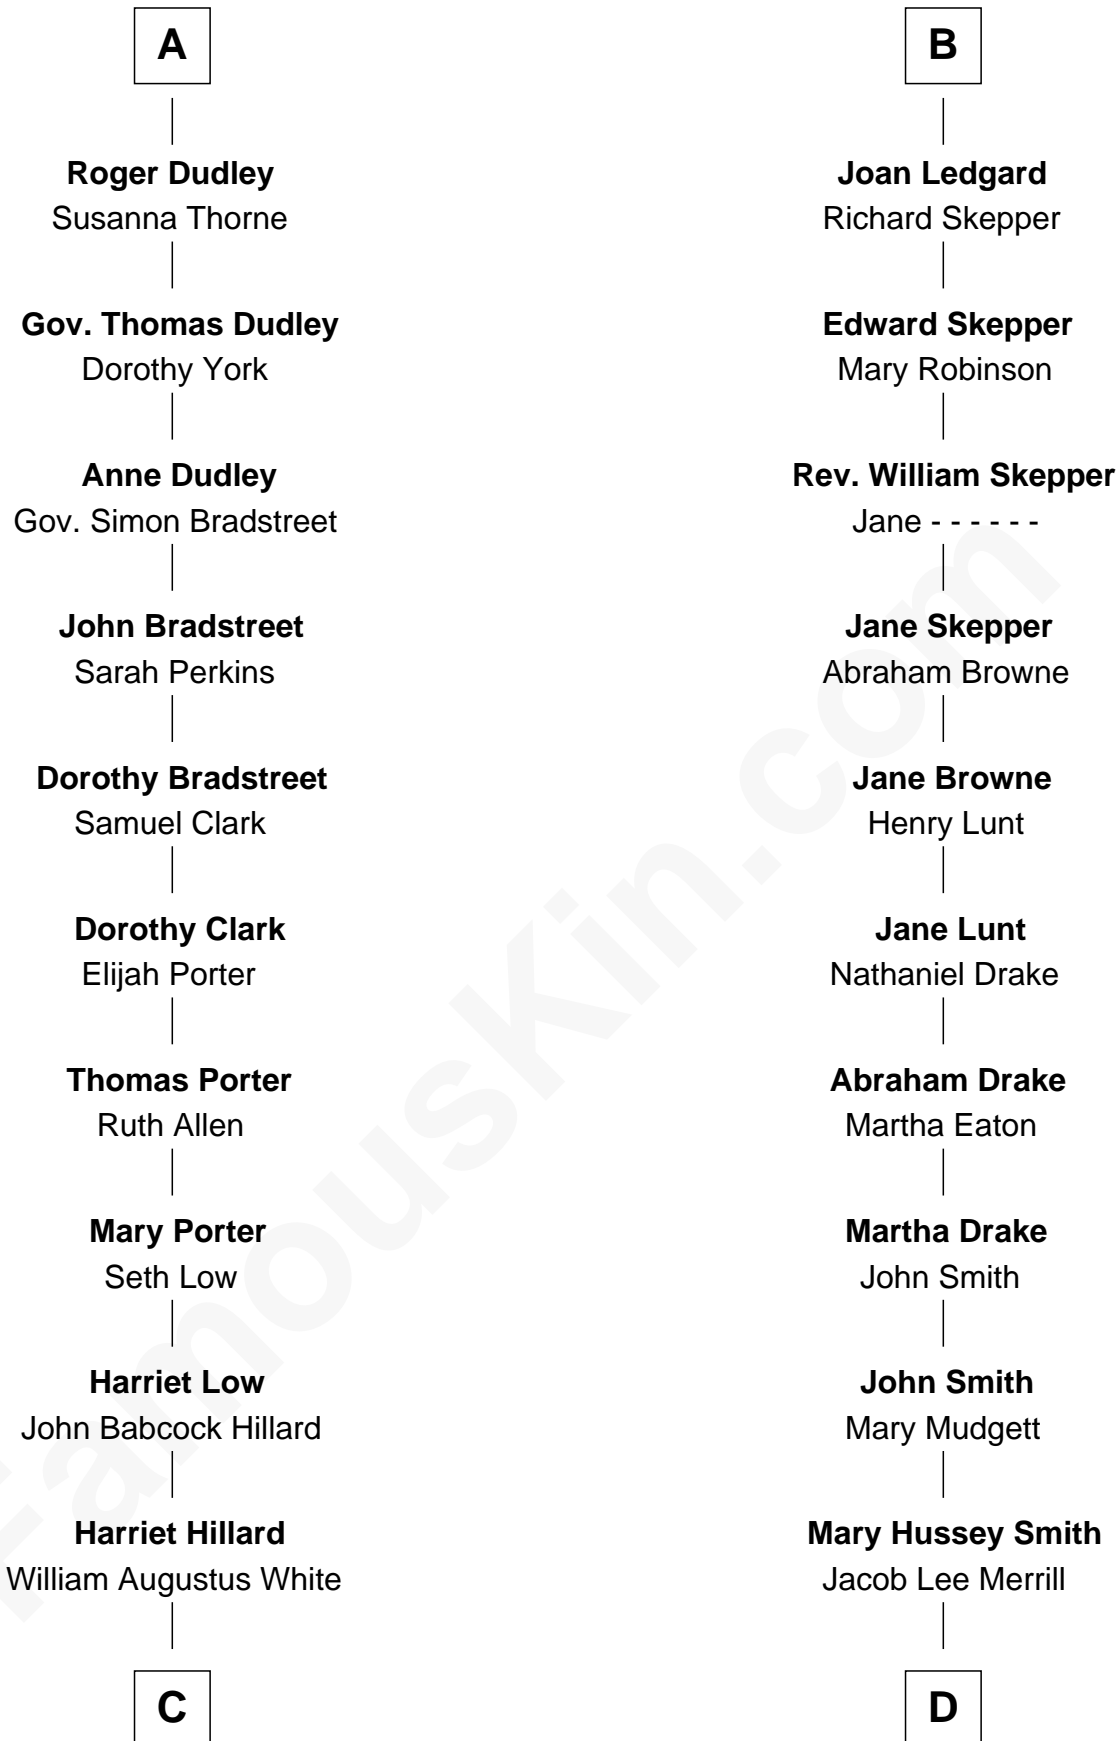 A
Roger Dudley
Susanna Thorne
Gov. Thomas Dudley
Dorothy York
Anne Dudley
Gov. Simon Bradstreet
John Bradstreet
Sarah Perkins
Dorothy Bradstreet
Samuel Clark
Dorothy Clark
Elijah Porter
Thomas Porter
Ruth Allen
Mary Porter
Seth Low
Harriet Low
John Babcock Hillard
Harriet Hillard
William Augustus White
C
B
Joan Ledgard
Richard Skepper
Edward Skepper
Mary Robinson
Rev. William Skepper
Jane - - - - - -
Jane Skepper
Abraham Browne
Jane Browne
Henry Lunt
Jane Lunt
Nathaniel Drake
Abraham Drake
Martha Eaton
Martha Drake
John Smith
John Smith
Mary Mudgett
Mary Hussey Smith
Jacob Lee Merrill
D
FamousKin.com